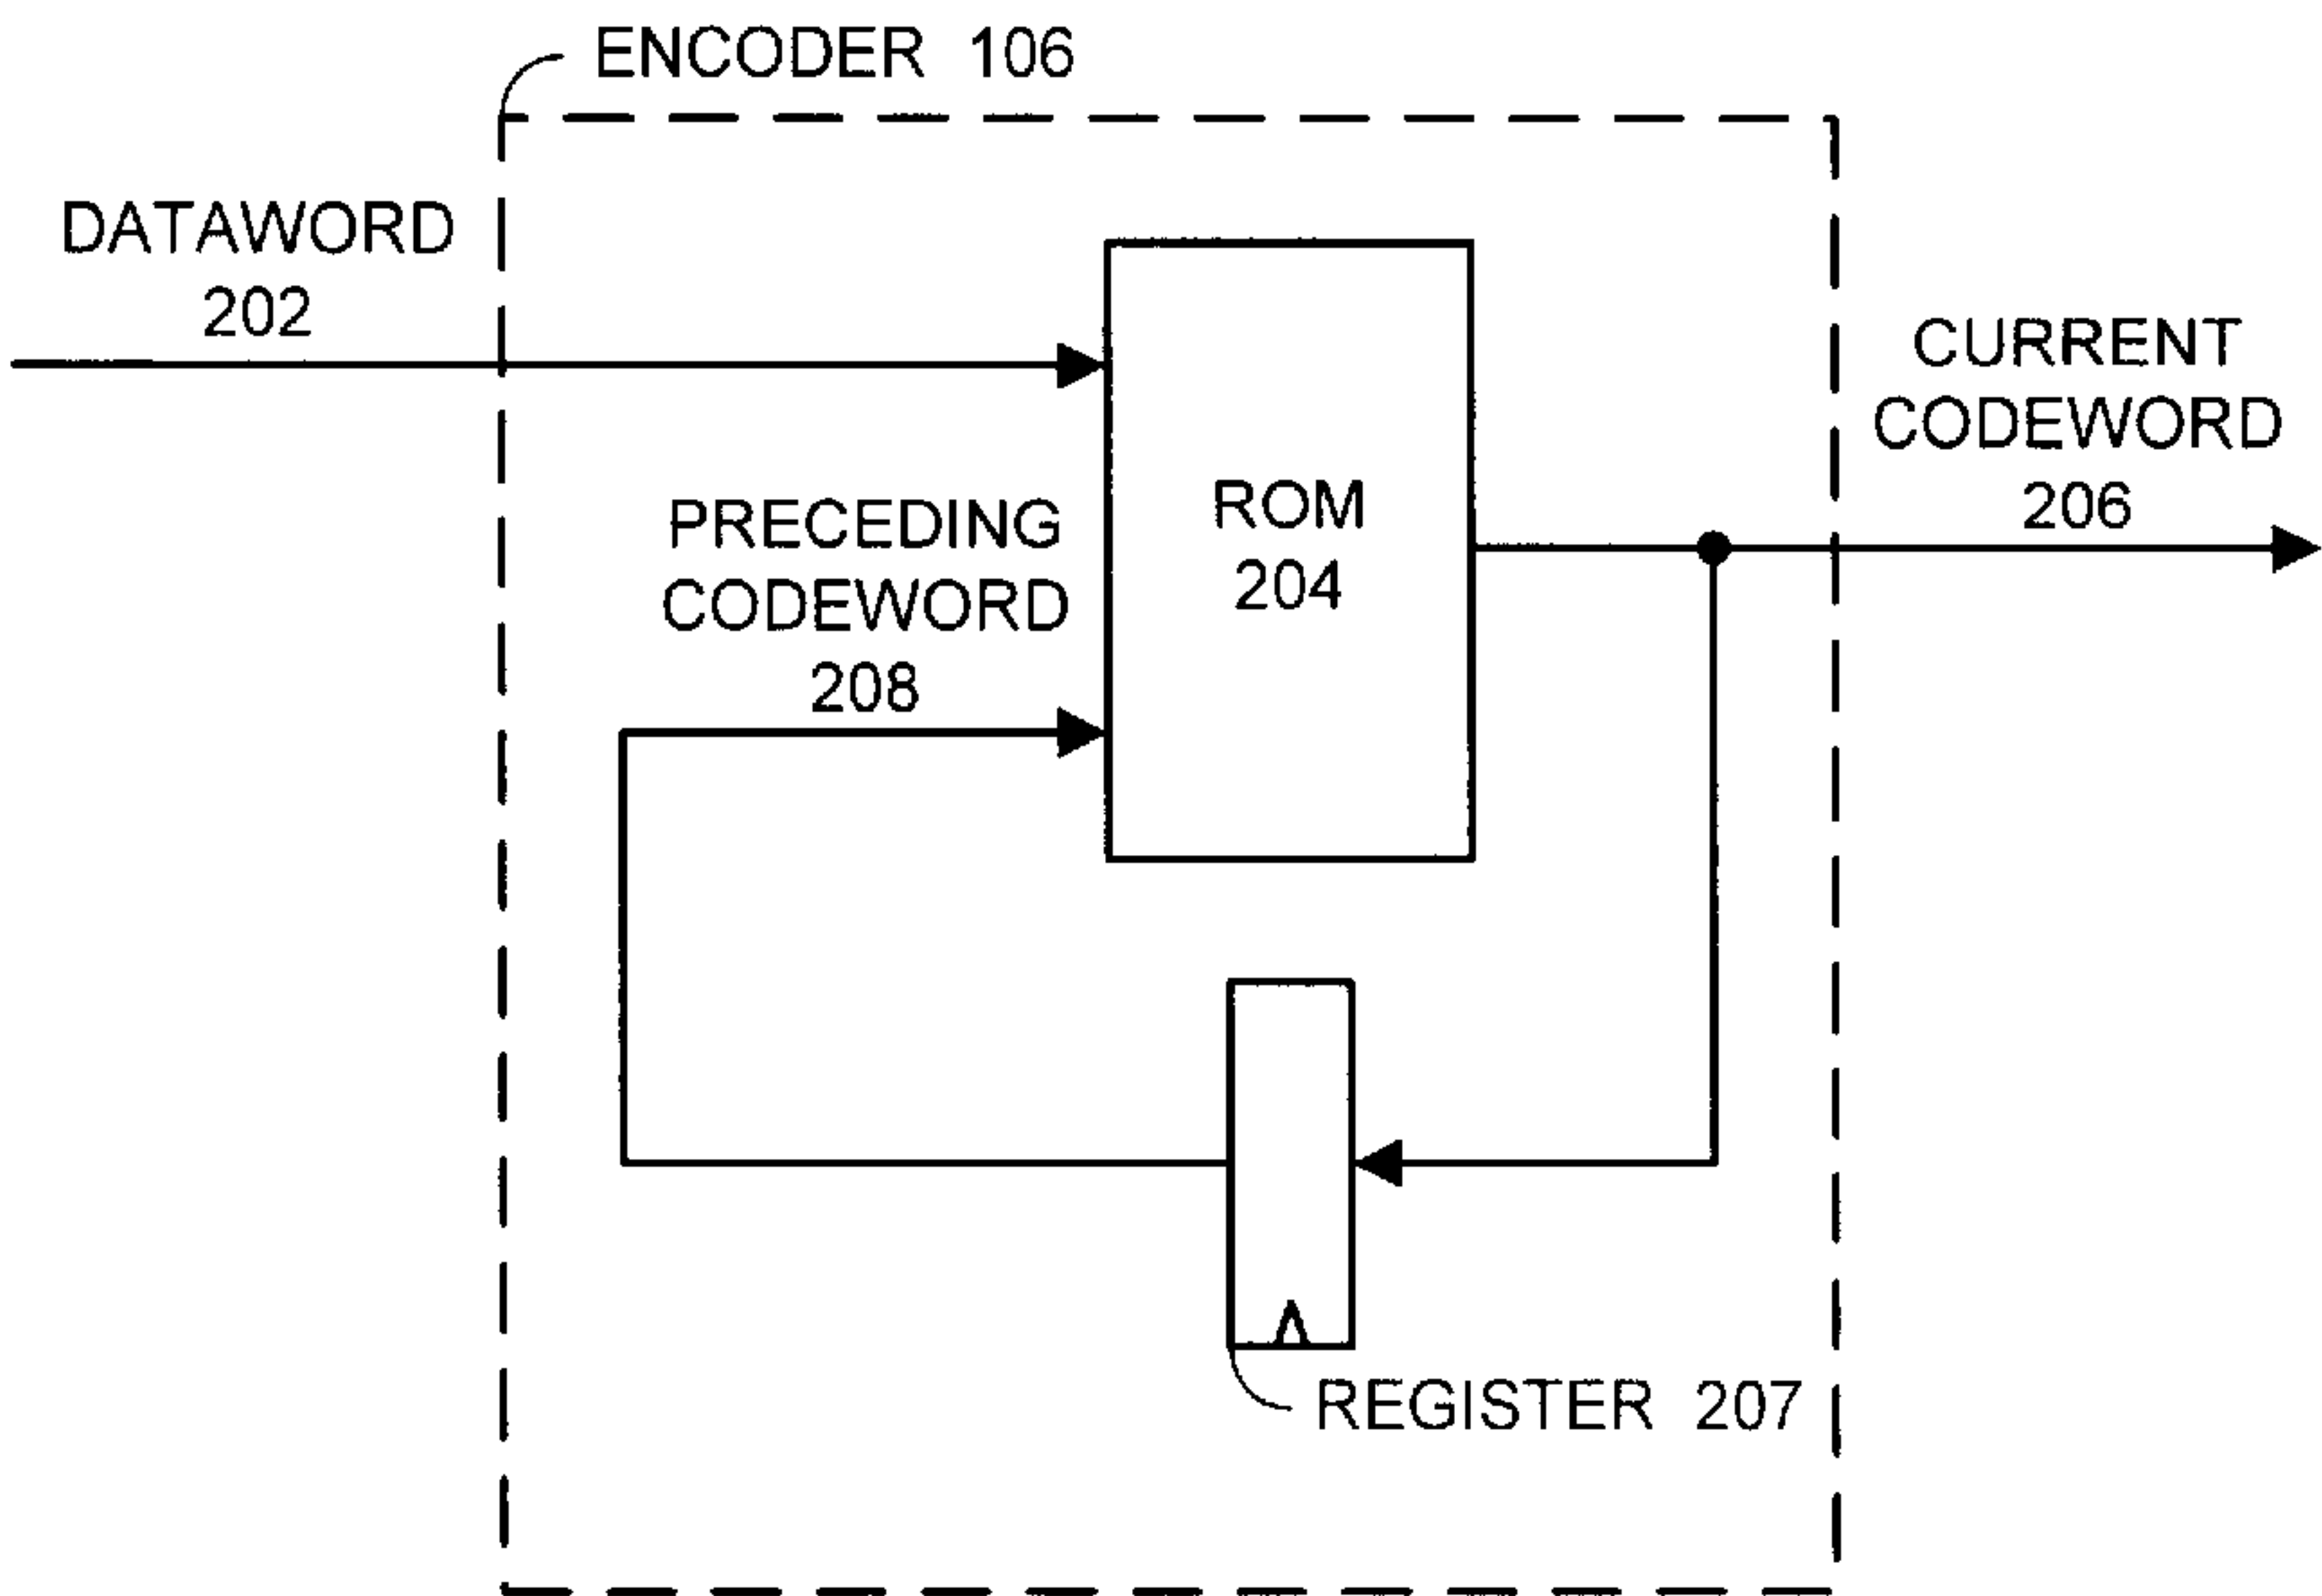 ENCODER 106
DATAWORD
202
CURRENT
CODEWORD
206
PRECEDING
CODEWORD
208
ROM
204
REGISTER 207